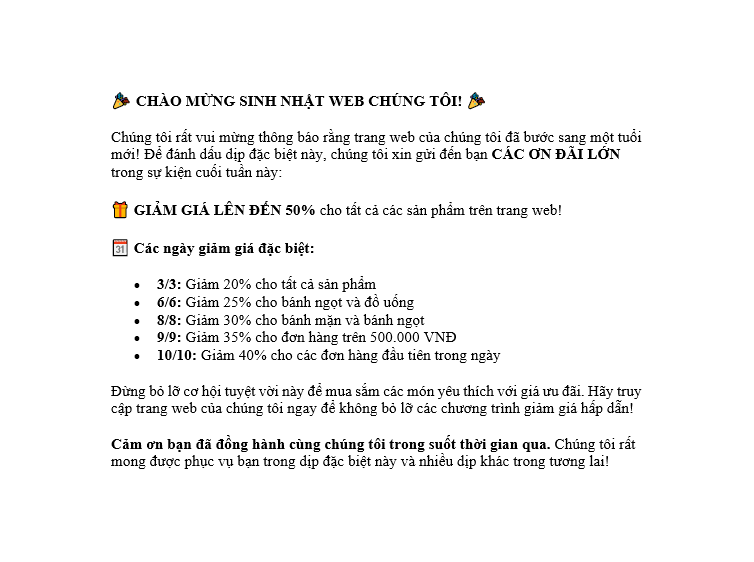 🎉 CHÀO MỪNG SINH NHẬT WEB CHÚNG TÔI! 🎉
Chúng tôi rất vui mừng thông báo rằng trang web của chúng tôi đã bước sang một tuổi
mới! Để đánh dấu dịp đặc biệt này, chúng tôi xin gửi đến bạn CÁC ƠN ĐÃI LỚN
trong sự kiện cuối tuần này:
🎁 GIẢM GIÁ LÊN ĐẾN 50% cho tất cả các sản phẩm trên trang web!
📅 Các ngày giảm giá đặc biệt:
• 3/3: Giảm 20% cho tất cả sản phẩm
• 6/6: Giảm 25% cho bánh ngọt và đồ uống
• 8/8: Giảm 30% cho bánh mặn và bánh ngọt
• 9/9: Giảm 35% cho đơn hàng trên 500.000 VNĐ
• 10/10: Giảm 40% cho các đơn hàng đầu tiên trong ngày
Đừng bỏ lỡ cơ hội tuyệt vời này để mua sắm các món yêu thích với giá ưu đãi. Hãy truy
cập trang web của chúng tôi ngay để không bỏ lỡ các chương trình giảm giá hấp dẫn!
Cảm ơn bạn đã đồng hành cùng chúng tôi trong suốt thời gian qua. Chúng tôi rất
mong được phục vụ bạn trong dịp đặc biệt này và nhiều dịp khác trong tương lai!